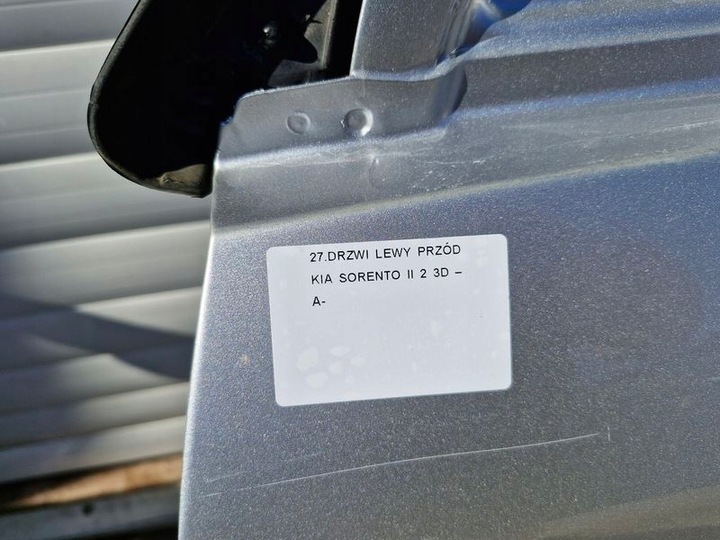 27.DRZWI LEWY PRZÓD
KIA SORENTO II 2 3D –
A-